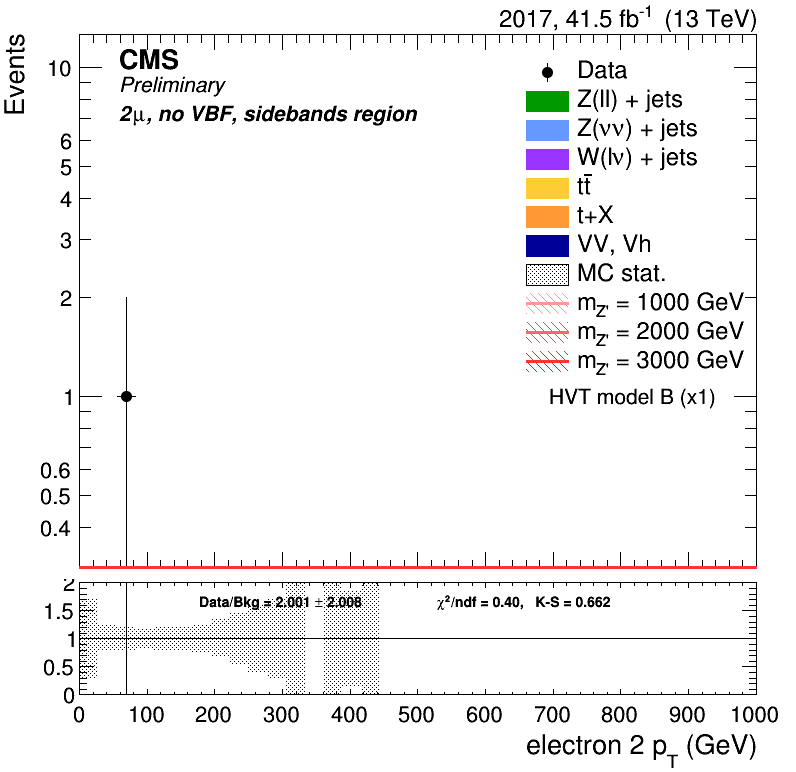 2017, 41.5 fb⁻¹ (13 TeV)
Events
CMS
Preliminary
2μ, no VBF, sidebands region
Data
Z(ll) + jets
Z(νν) + jets
W(lν) + jets
tt̄
t+X
VV, Vh
MC stat.
m_Z' = 1000 GeV
m_Z' = 2000 GeV
m_Z' = 3000 GeV
HVT model B (x1)
10
6
5
4
3
2
1
0.6
0.5
0.4
Data/Bkg = 2.001 ± 2.008
χ²/ndf = 0.40, K-S = 0.662
2
1.5
1
0.5
0
0 100 200 300 400 500 600 700 800 900 1000
electron 2 p_T (GeV)